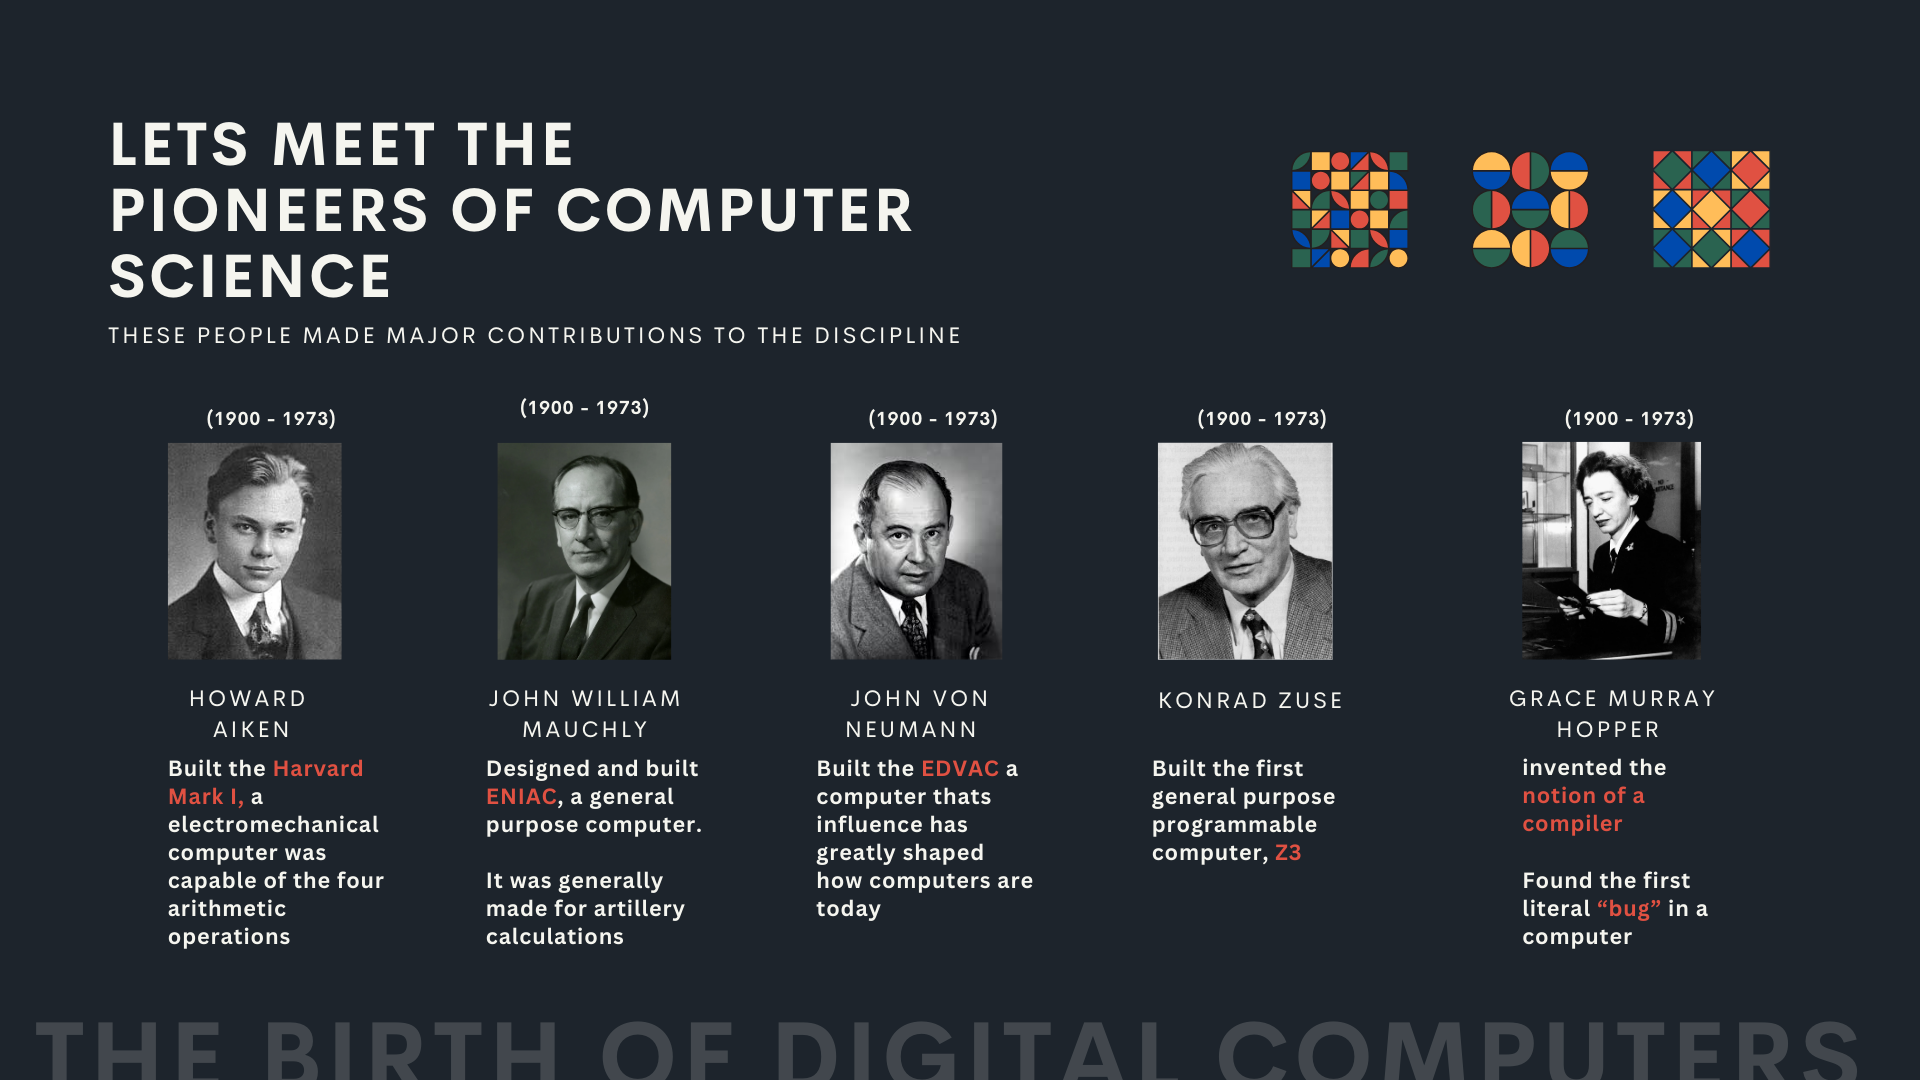 LETS MEET THE
PIONEERS OF COMPUTER
SCIENCE
THESE PEOPLE MADE MAJOR CONTRIBUTIONS TO THE DISCIPLINE
(1900 - 1973)
HOWARD
AIKEN
Built the Harvard
Mark I, a
electromechanical
computer was
capable of the four
arithmetic
operations
(1900 - 1973)
JOHN WILLIAM
MAUCHLY
Designed and built
ENIAC, a general
purpose computer.
It was generally
made for artillery
calculations
(1900 - 1973)
JOHN VON
NEUMANN
Built the EDVAC a
computer thats
influence has
greatly shaped
how computers are
today
(1900 - 1973)
KONRAD ZUSE
Built the first
general purpose
programmable
computer, Z3
(1900 - 1973)
GRACE MURRAY
HOPPER
invented the
notion of a
compiler
Found the first
literal “bug” in a
computer
THE BIRTH OF DIGITAL COMPUTERS